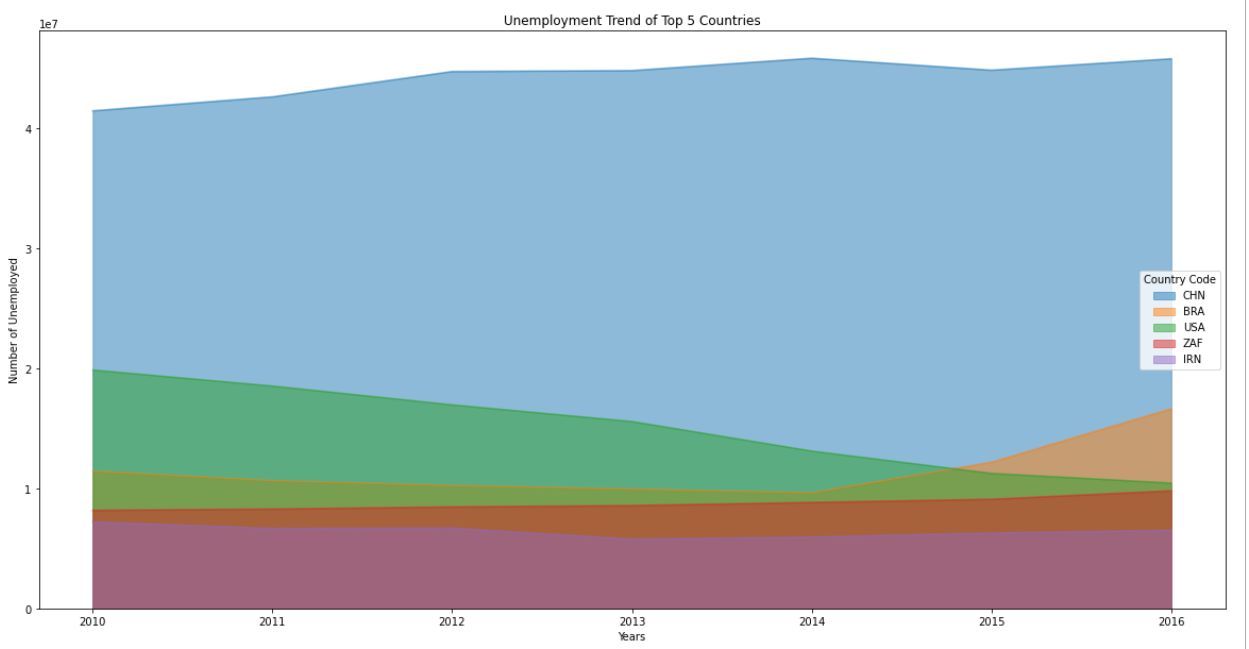 Unemployment Trend of Top 5 Countries
1e7
4
3
2
1
0
Number of Unemployed
2010 2011 2012 2013 2014 2015 2016
Years
Country Code
CHN
BRA
USA
ZAF
IRN